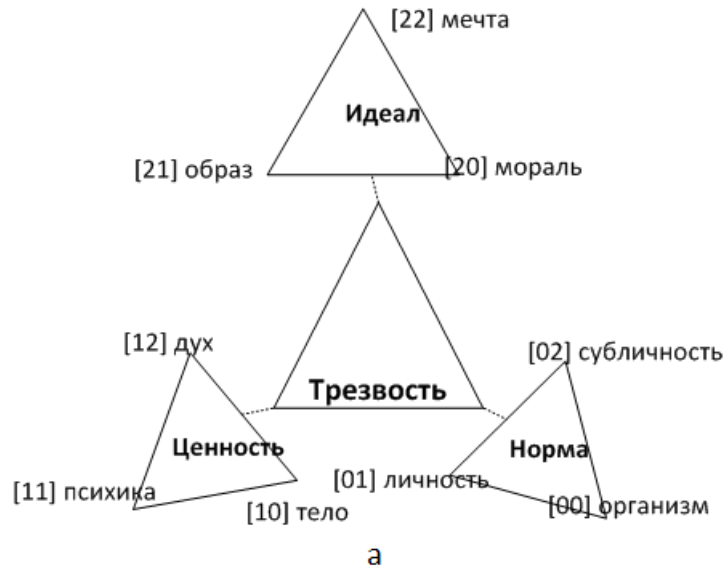 [22] мечта
Идеал
[21] образ
[20] мораль
[12] дух
[02] субличность
Трезвость
Ценность
Норма
[11] психика
[01] личность
[10] тело
[00] организм
а